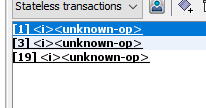 Stateless transactions
[1] <i><unknown-op>
[3] <i><unknown-op>
[19] <i><unknown-op>